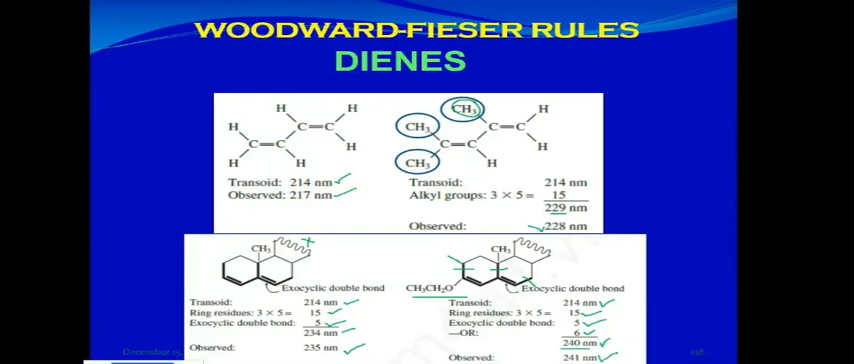 WOODWARD-FIESER RULES
DIENES
H H CH₃ H
H C=C CH₃ C=C
C=C H C=C H
H H CH₃ H
Transoid: 214 nm
Observed: 217 nm
Transoid: 214 nm
Alkyl groups: 3 × 5 = 15
229 nm
Observed: 228 nm
CH₃
Exocyclic double bond
Transoid: 214 nm
Ring residues: 3 × 5 = 15
Exocyclic double bond: 5
234 nm
Observed: 235 nm
CH₃
CH₃CH₂O
Exocyclic double bond
Transoid: 214 nm
Ring residues: 3 × 5 = 15
Exocyclic double bond: 5
—OR: 6
240 nm
Observed: 241 nm
December 15,